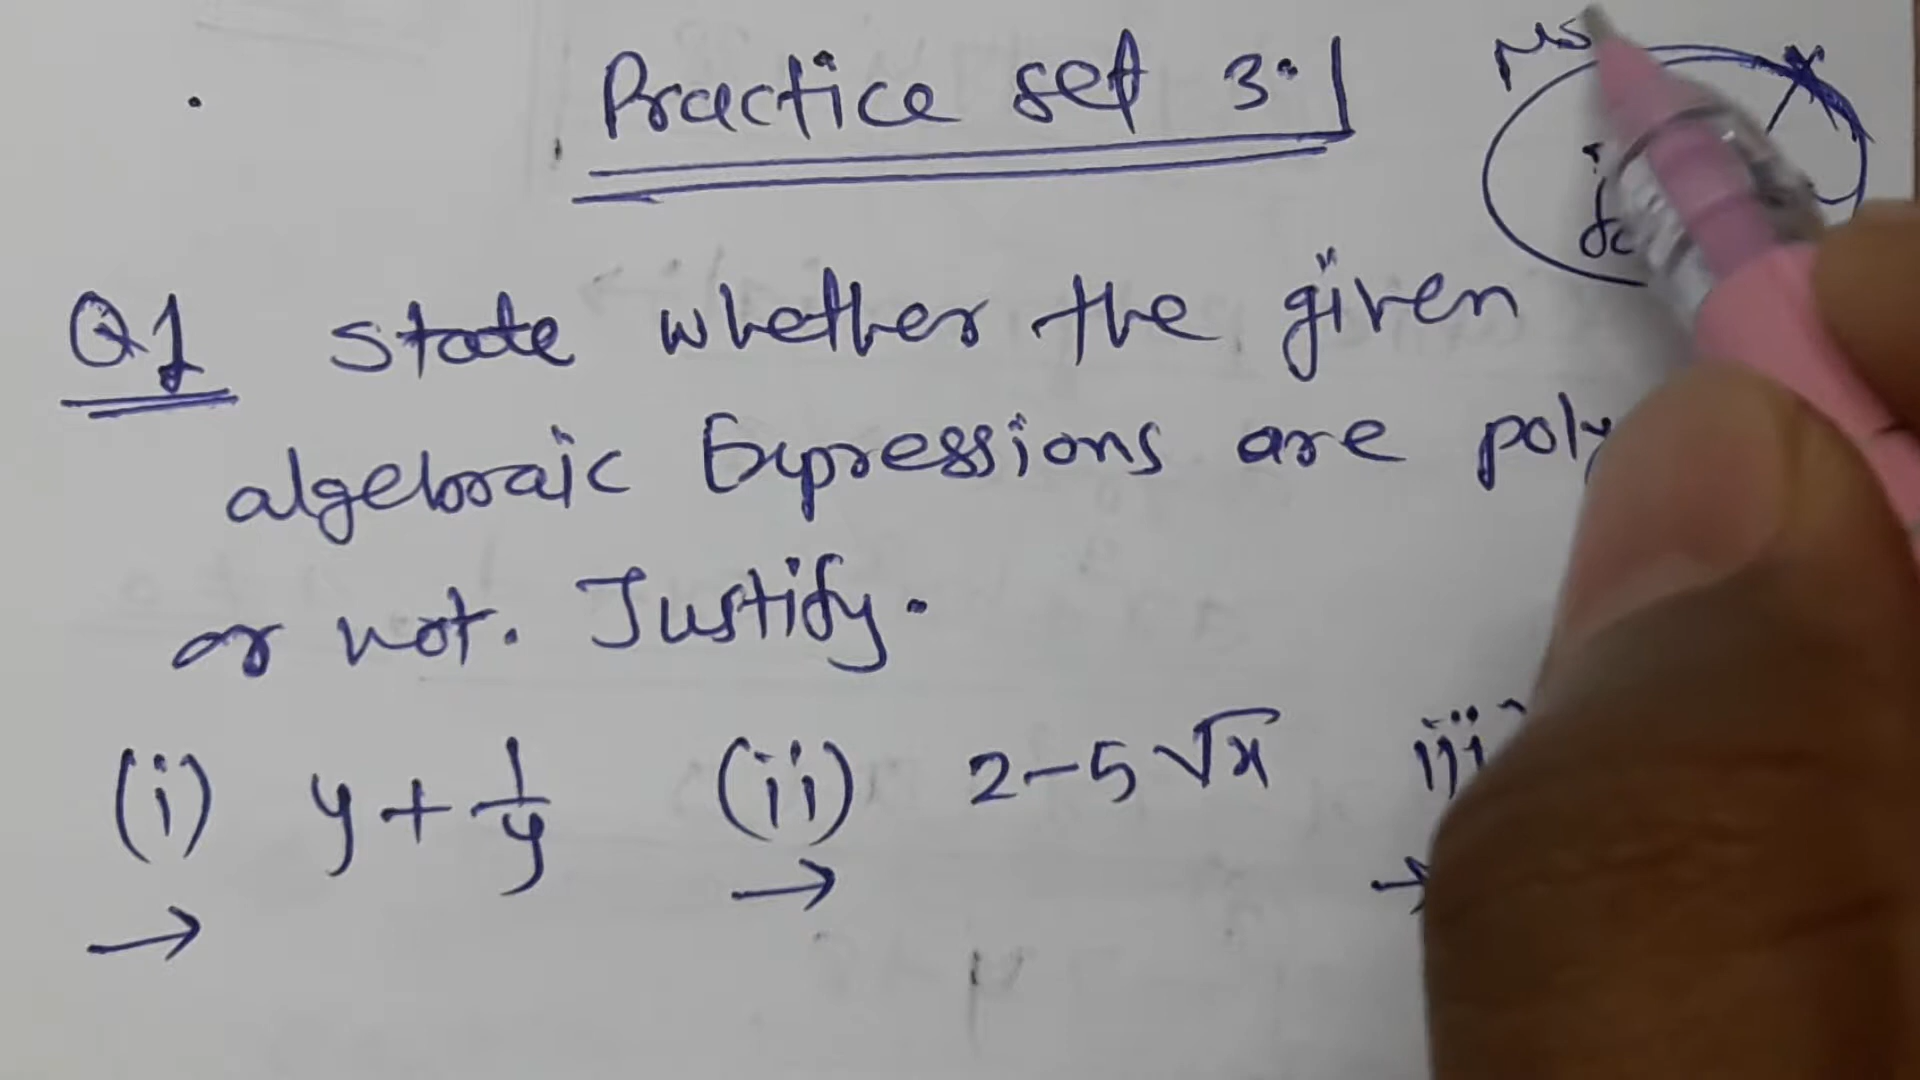 Practice set 3.1
Q1 State whether the given
algebraic Expressions are poly
or not. Justify.
(i) y + 1/y (ii) 2-5√x iii
→ → →